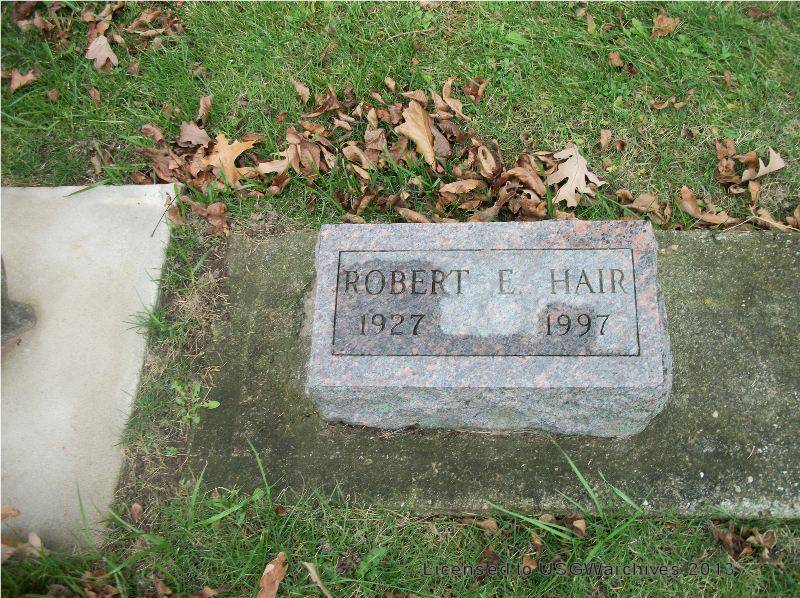 ROBERT E. HAIR
1927 1997
Licensed to USGWarchives 2013